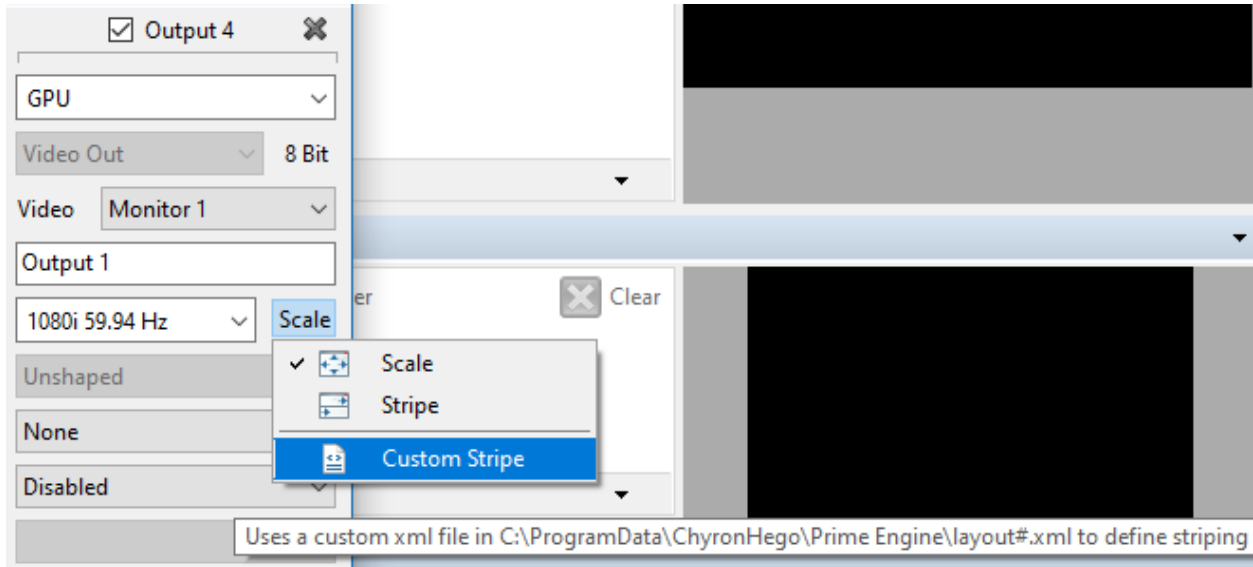 Output 4
GPU
Video Out 8 Bit
Video Monitor 1
Output 1
er Clear
1080i 59.94 Hz Scale
Scale
Unshaped
Stripe
None
Custom Stripe
Disabled
Uses a custom xml file in C:\ProgramData\ChyronHego\Prime Engine\layout#.xml to define striping